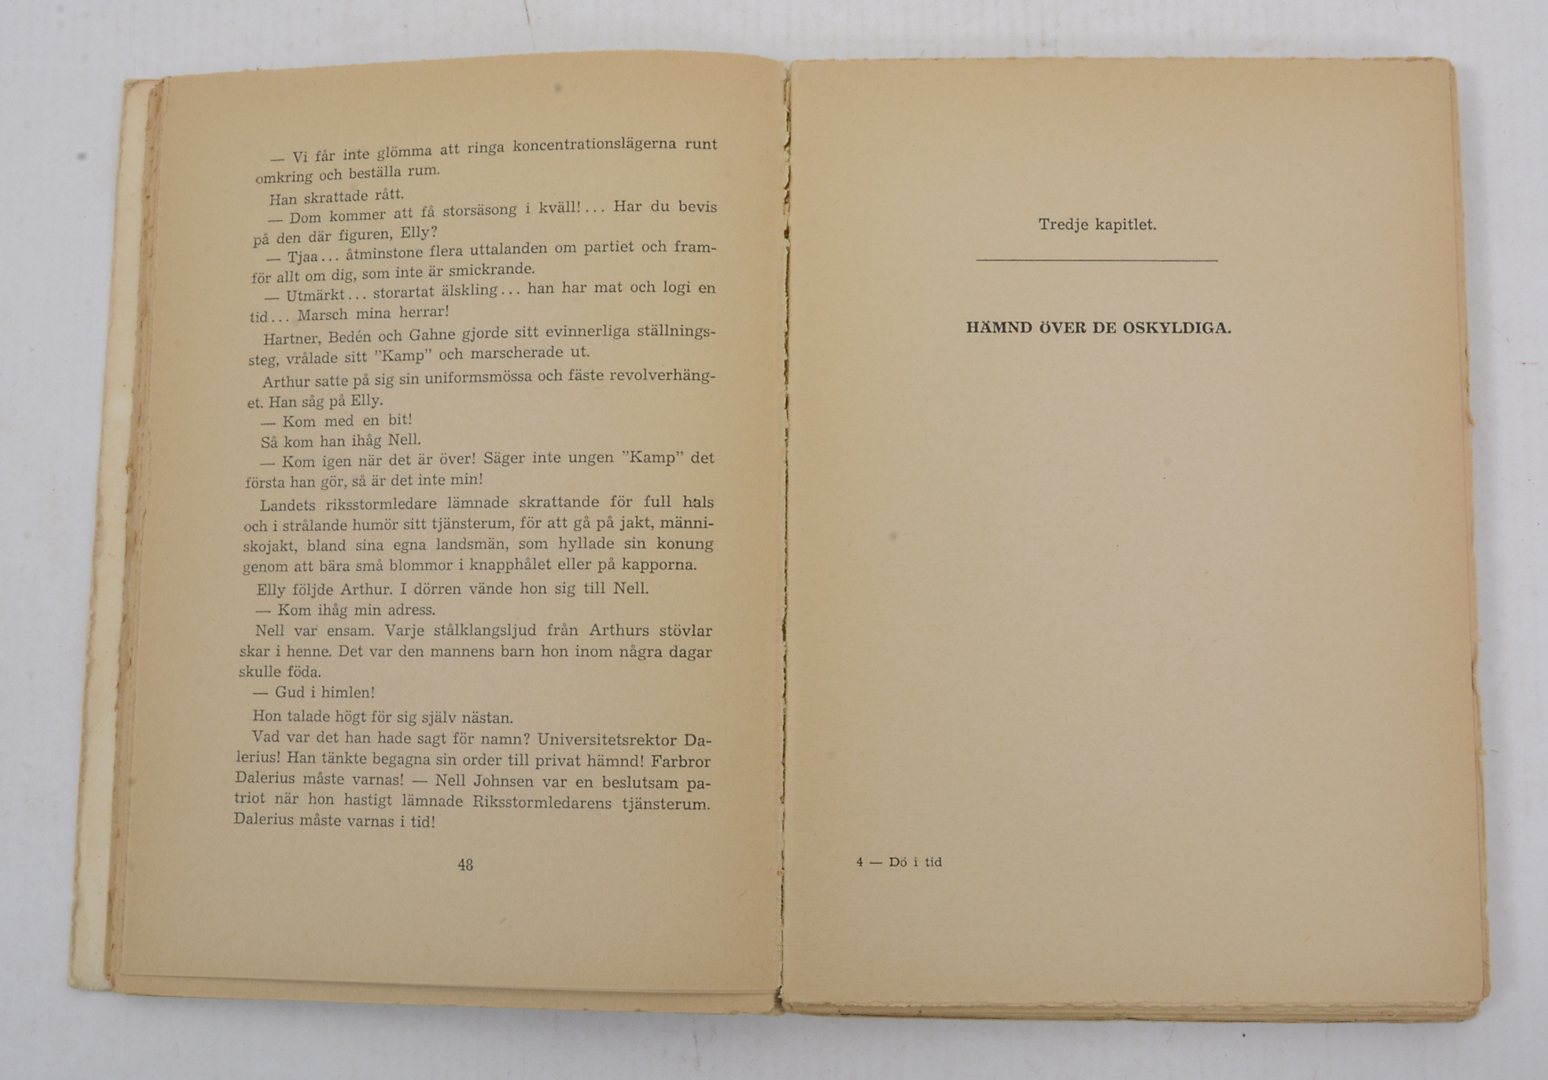 — Vi får inte glömma att ringa koncentrationslägerna runt
omkring och beställa rum.
Han skrattade rått.
— Dom kommer att få storsäsong i kväll!... Har du bevis
på den där figuren, Elly?
— Tjaa... åtminstone flera uttalanden om partiet och fram-
för allt om dig, som inte är smickrande.
— Utmärkt... storartat älskling... han har mat och logi en
tid... Marsch mina herrar!
Hartner, Bedén och Gahne gjorde sitt evinnerliga ställnings-
steg, vrålade sitt ”Kamp” och marscherade ut.
Arthur satte på sig sin uniformsmössa och fäste revolverhäng-
et. Han såg på Elly.
— Kom med en bit!
Så kom han ihåg Nell.
— Kom igen när det är över! Säger inte ungen ”Kamp” det
första han gör, så är det inte min!
Landets riksstormledare lämnade skrattande för full hals
och i strålande humör sitt tjänsterum, för att gå på jakt, männi-
skojakt, bland sina egna landsmän, som hyllade sin konung
genom att bära små blommor i knapphålet eller på kapporna.
Elly följde Arthur. I dörren vände hon sig till Nell.
— Kom ihåg min adress.
Nell var ensam. Varje stålklangsljud från Arthurs stövlar
skar i henne. Det var den mannens barn hon inom några dagar
skulle föda.
— Gud i himlen!
Hon talade högt för sig själv nästan.
Vad var det han hade sagt för namn? Universitetsrektor Da-
lerius! Han tänkte begagna sin order till privat hämnd! Farbror
Dalerius måste varnas! — Nell Johnsen var en beslutsam pa-
triot när hon hastigt lämnade Riksstormledarens tjänsterum.
Dalerius måste varnas i tid!
48
Tredje kapitlet.
HÄMND ÖVER DE OSKYLDIGA.
4 — Dö i tid